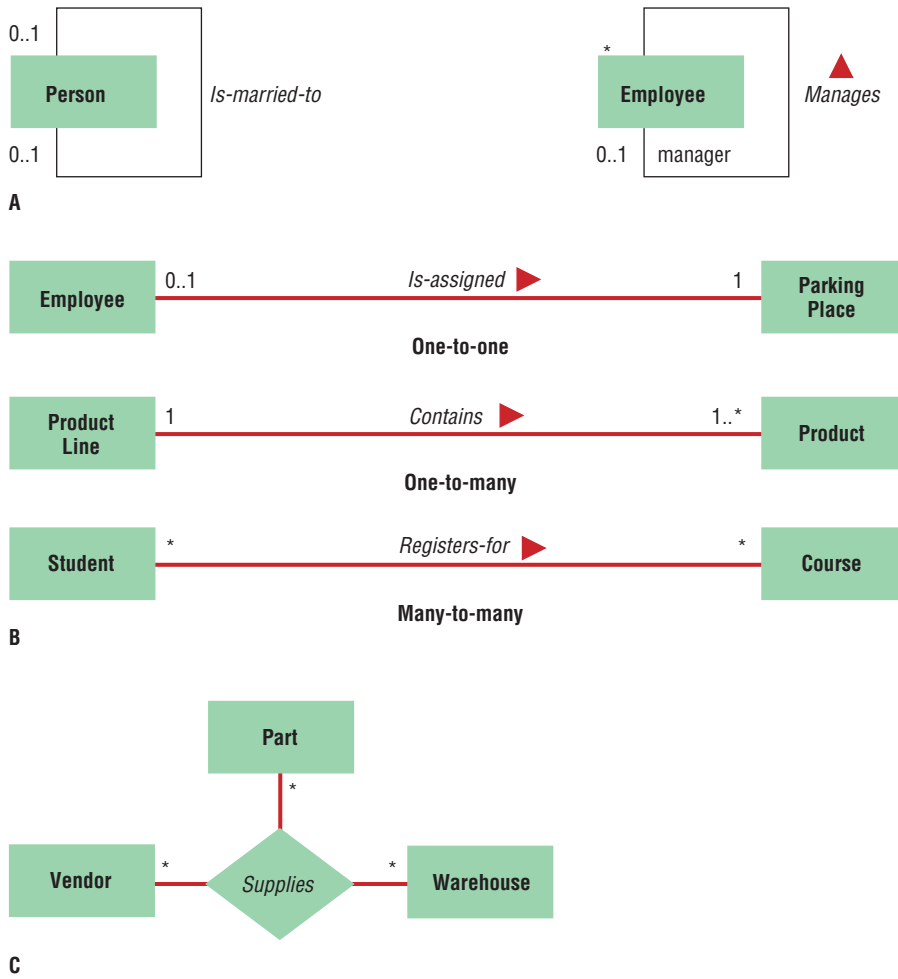 0..1
Person
Is-married-to
0..1
*
Employee
Manages
0..1 manager
A
Employee
0..1
Is-assigned
1
Parking
Place
One-to-one
Product
Line
1
Contains
1..*
Product
One-to-many
Student
*
Registers-for
*
Course
Many-to-many
B
Part
*
Vendor
*
Supplies
*
Warehouse
C